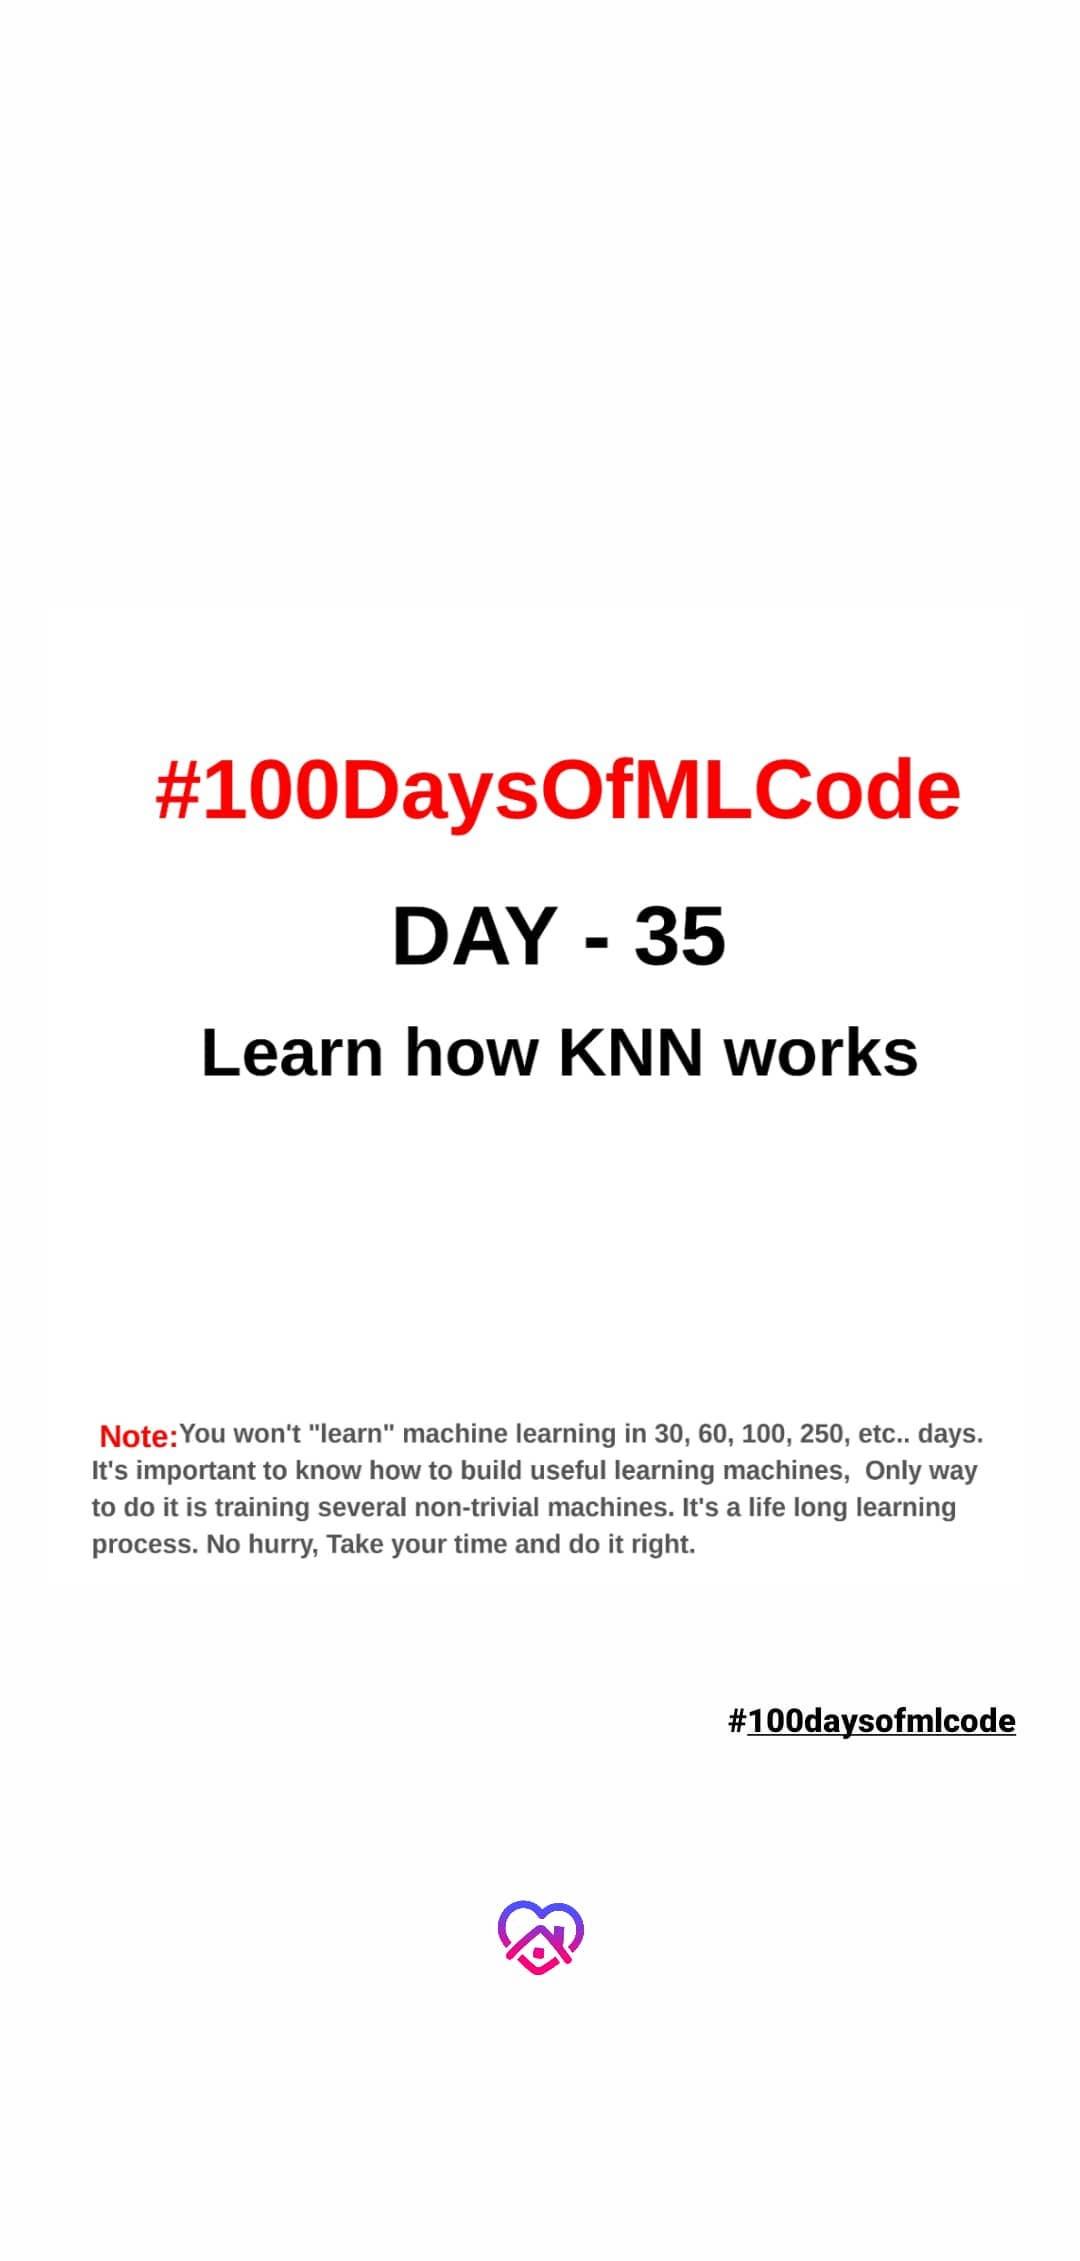 #100DaysOfMLCode
DAY - 35
Learn how KNN works
Note:You won't "learn" machine learning in 30, 60, 100, 250, etc.. days.
It's important to know how to build useful learning machines,  Only way
to do it is training several non-trivial machines. It's a life long learning
process. No hurry, Take your time and do it right.
#100daysofmlcode